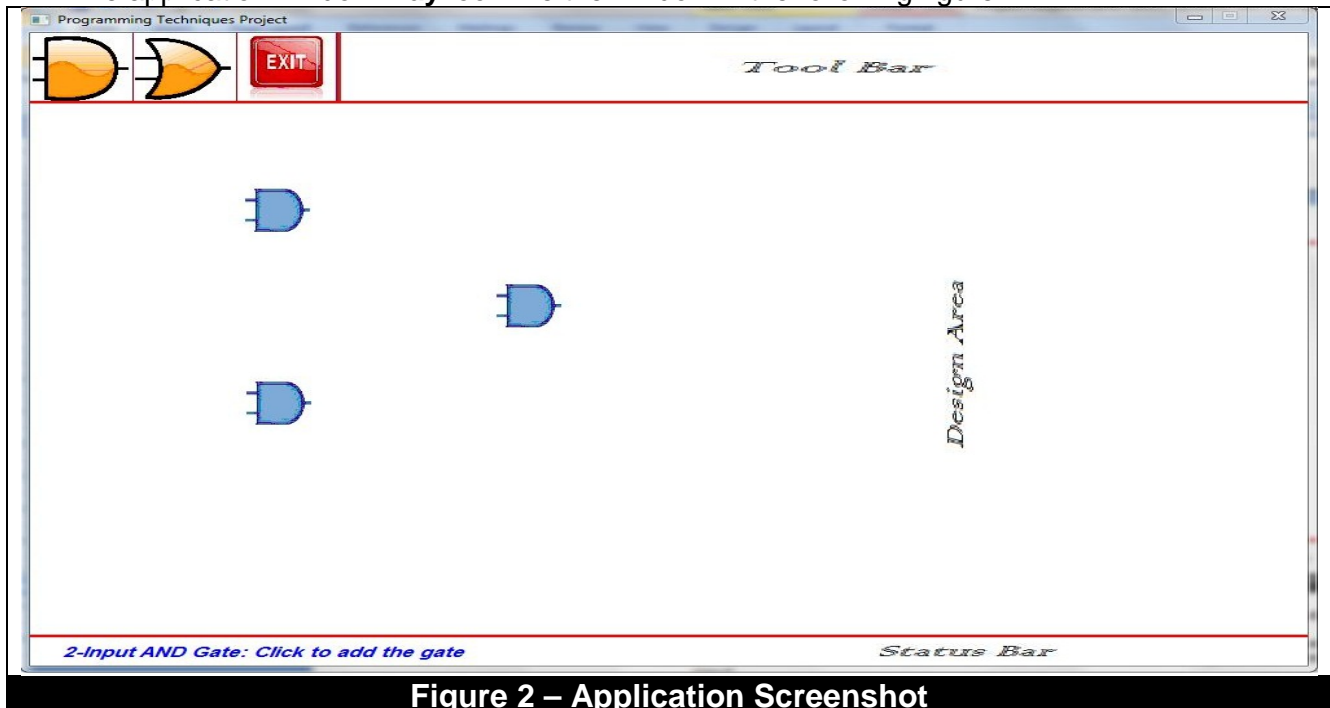 Programming Techniques Project
EXIT
Tool Bar
Design Area
2-Input AND Gate: Click to add the gate
Status Bar
Figure 2 – Application Screenshot